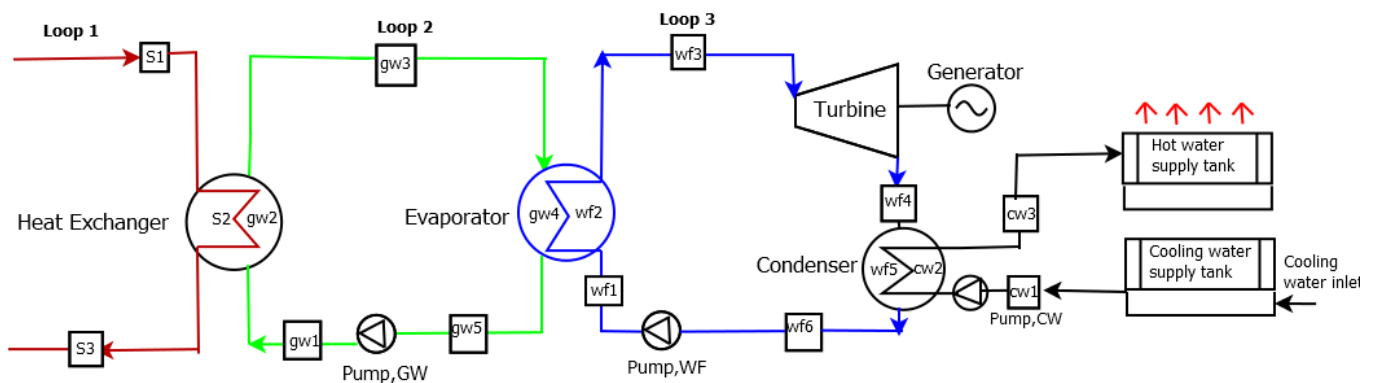 Loop 1
Loop 2
Loop 3
S1
gw3
wf3
Generator
Turbine
Hot water
supply tank
Heat Exchanger
S2
gw2
Evaporator
gw4
wf2
wf4
cw3
Condenser
wf5
cw2
Cooling water
supply tank
Cooling
water inlet
wf1
cw1
Pump,CW
S3
gw1
gw5
wf6
Pump,GW
Pump,WF